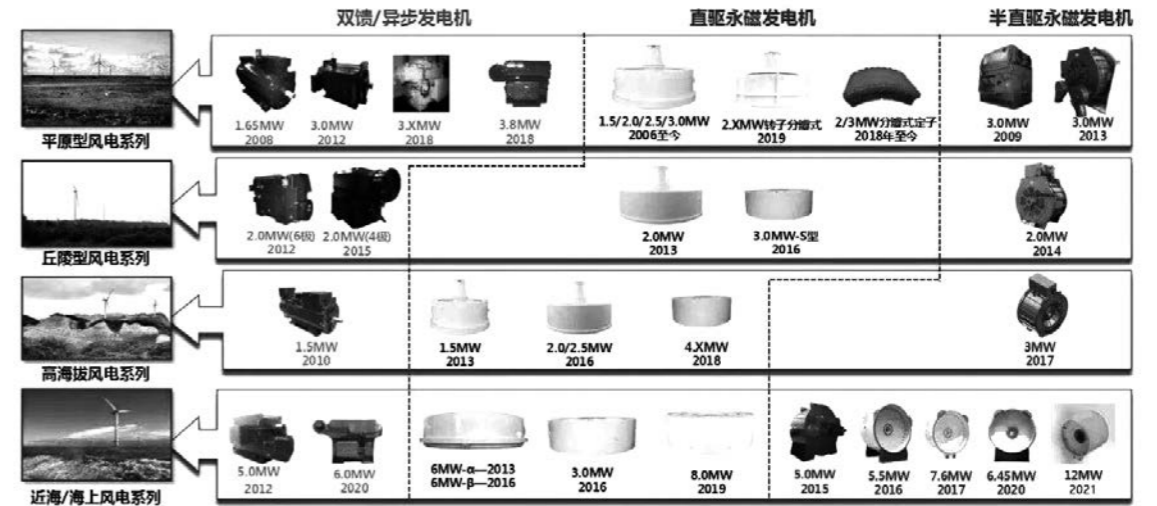 双馈/异步发电机
直驱永磁发电机
半直驱永磁发电机
平原型风电系列
1.65MW
2008
3.0MW
2012
3.XMW
2018
3.8MW
2018
1.5/2.0/2.5/3.0MW
2006至今
2.XMW转子分瓣式
2019
2/3MW分瓣式定子
2018年至今
3.0MW
2009
3.0MW
2013
丘陵型风电系列
2.0MW(6极)
2012
2.0MW(4极)
2015
2.0MW
2013
3.0MW-S型
2016
2.0MW
2014
高海拔风电系列
1.5MW
2010
1.5MW
2013
2.0/2.5MW
2016
4.XMW
2018
3MW
2017
近海/海上风电系列
5.0MW
2012
6.0MW
2020
6MW-α—2013
6MW-β—2016
3.0MW
2016
8.0MW
2019
5.0MW
2015
5.5MW
2016
7.6MW
2017
6.45MW
2020
12MW
2021